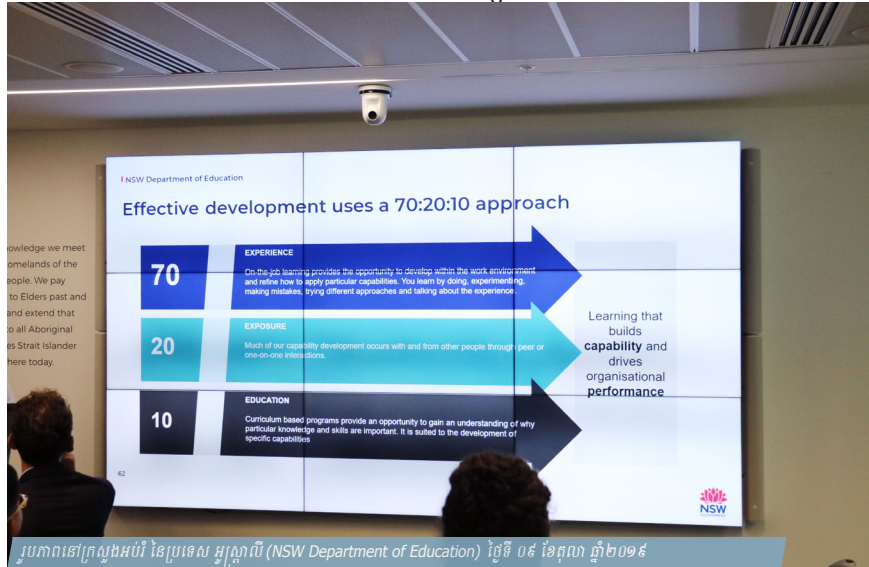 NSW Department of Education
Effective development uses a 70:20:10 approach
70
EXPERIENCE
On-the-job learning provides the opportunity to develop within the work environment
and refine how to apply particular capabilities. You learn by doing, experimenting,
making mistakes, trying different approaches and talking about the experience.
20
EXPOSURE
Much of our capability development occurs with and from other people through peer or
one-on-one interactions.
10
EDUCATION
Curriculum based programs provide an opportunity to gain an understanding of why
particular knowledge and skills are important. It is suited to the development of
specific capabilities
Learning that
builds
capability and
drives
organisational
performance
62
NSW
we meet
omelands of the
eople. We pay
to Elders past and
and extend that
to all Aboriginal
es Strait Islander
here today.
រូបភាពនៅក្រសួងអប់រំ នៃប្រទេស អូស្ត្រាលី (NSW Department of Education) ថ្ងៃទី ០៩ ខែតុលា ឆ្នាំ២០១៩